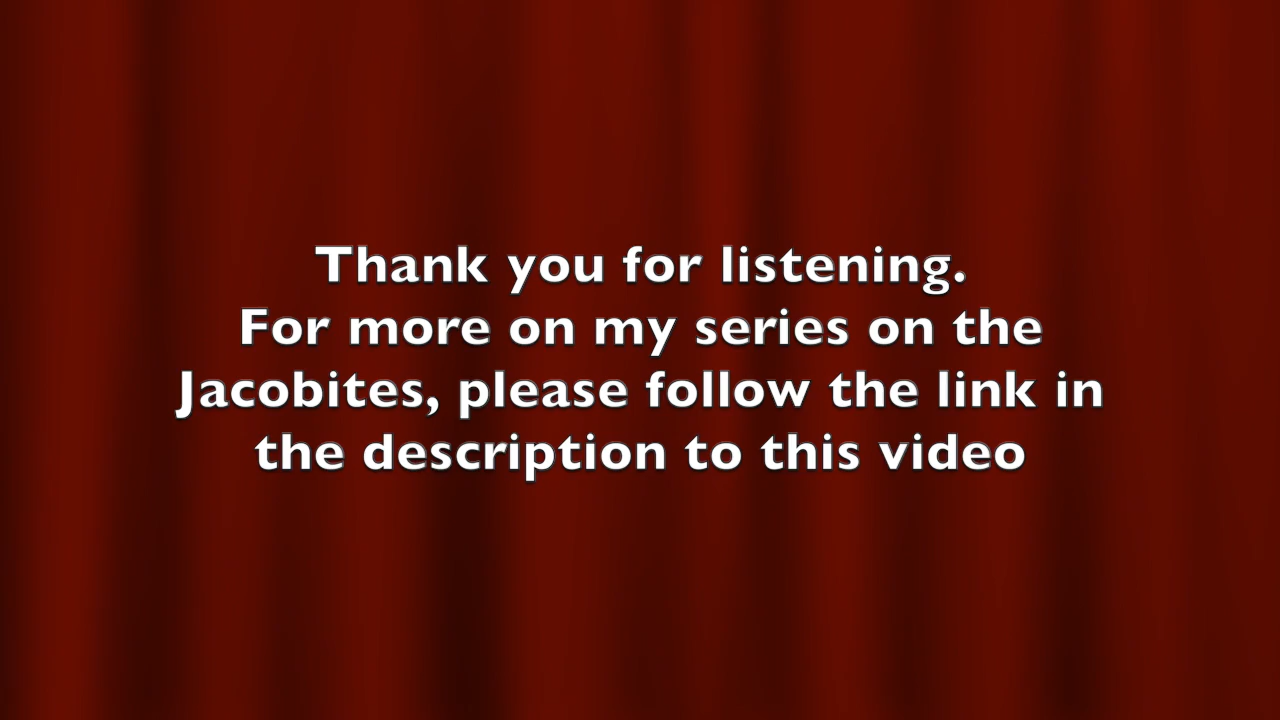 Thank you for listening.
For more on my series on the
Jacobites, please follow the link in
the description to this video